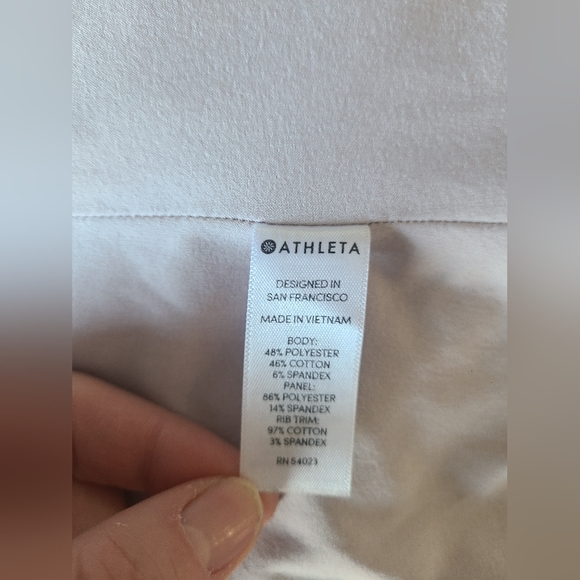 ATHLETA
DESIGNED IN
SAN FRANCISCO
MADE IN VIETNAM
BODY:
48% POLYESTER
46% COTTON
6% SPANDEX
PANEL:
86% POLYESTER
14% SPANDEX
RIB TRIM:
97% COTTON
3% SPANDEX
RN 54023